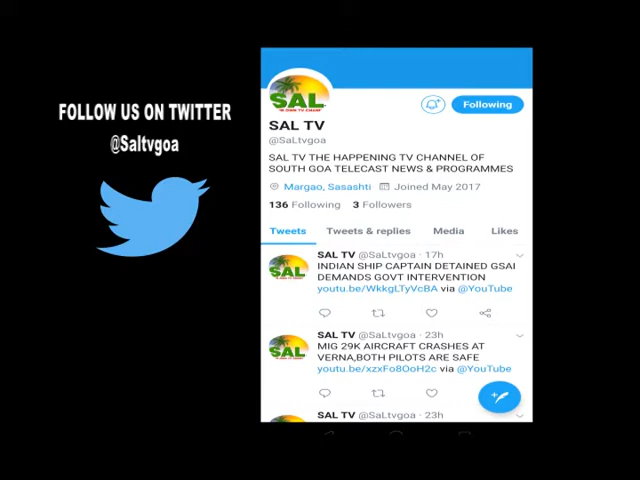 FOLLOW US ON TWITTER
@Saltvgoa
SAL
SAL TV
@SaLtvgoa
Following
SAL TV THE HAPPENING TV CHANNEL OF
SOUTH GOA TELECAST NEWS & PROGRAMMES
Margao, Sasashti Joined May 2017
136 Following 3 Followers
Tweets Tweets & replies Media Likes
SAL
SAL TV @SaLtvgoa · 17h
INDIAN SHIP CAPTAIN DETAINED GSAI
DEMANDS GOVT INTERVENTION
youtu.be/WkkgLTyVcBA via @YouTube
SAL
SAL TV @SaLtvgoa · 23h
MIG 29K AIRCRAFT CRASHES AT
VERNA,BOTH PILOTS ARE SAFE
youtu.be/xzxFo8OoH2c via @YouTube
SAL TV @SaLtvgoa · 23h